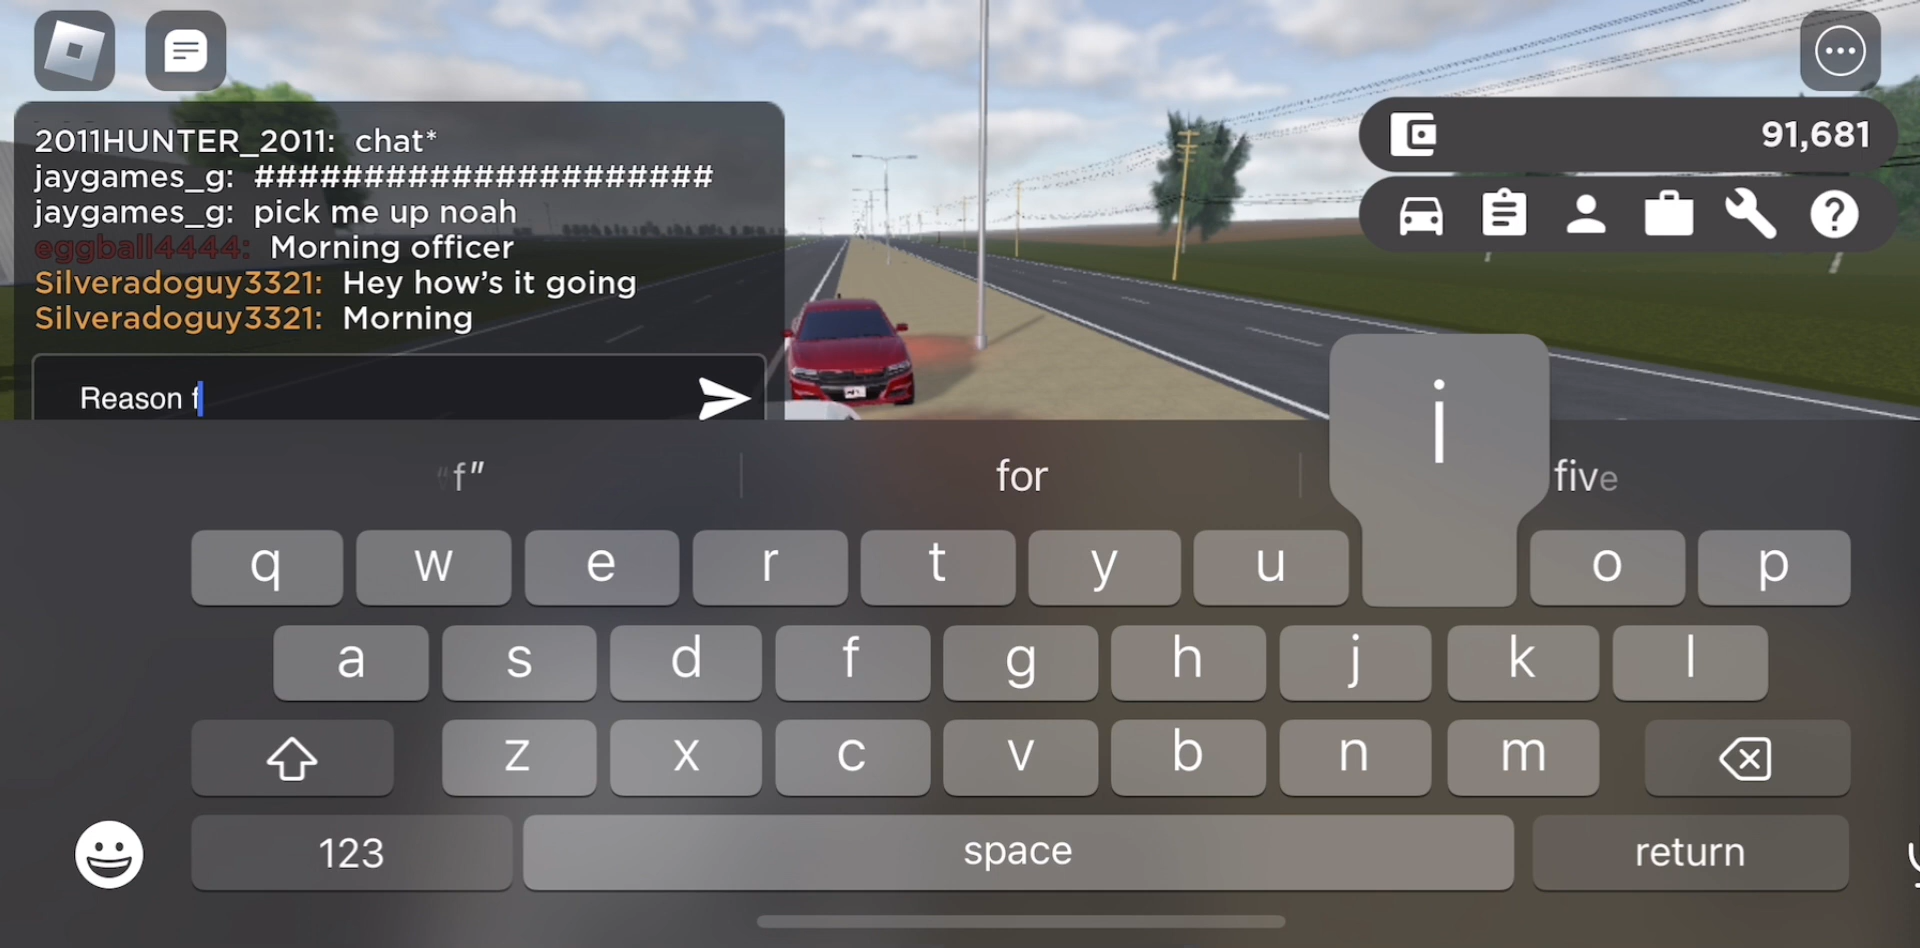 2011HUNTER_2011: chat*
jaygames_g: #####################
jaygames_g: pick me up noah
eggball4444: Morning officer
Silveradoguy3321: Hey how’s it going
Silveradoguy3321: Morning
Reason f
91,681
“f” for five
i
q w e r t y u o p
a s d f g h j k l
z x c v b n m
123 space return